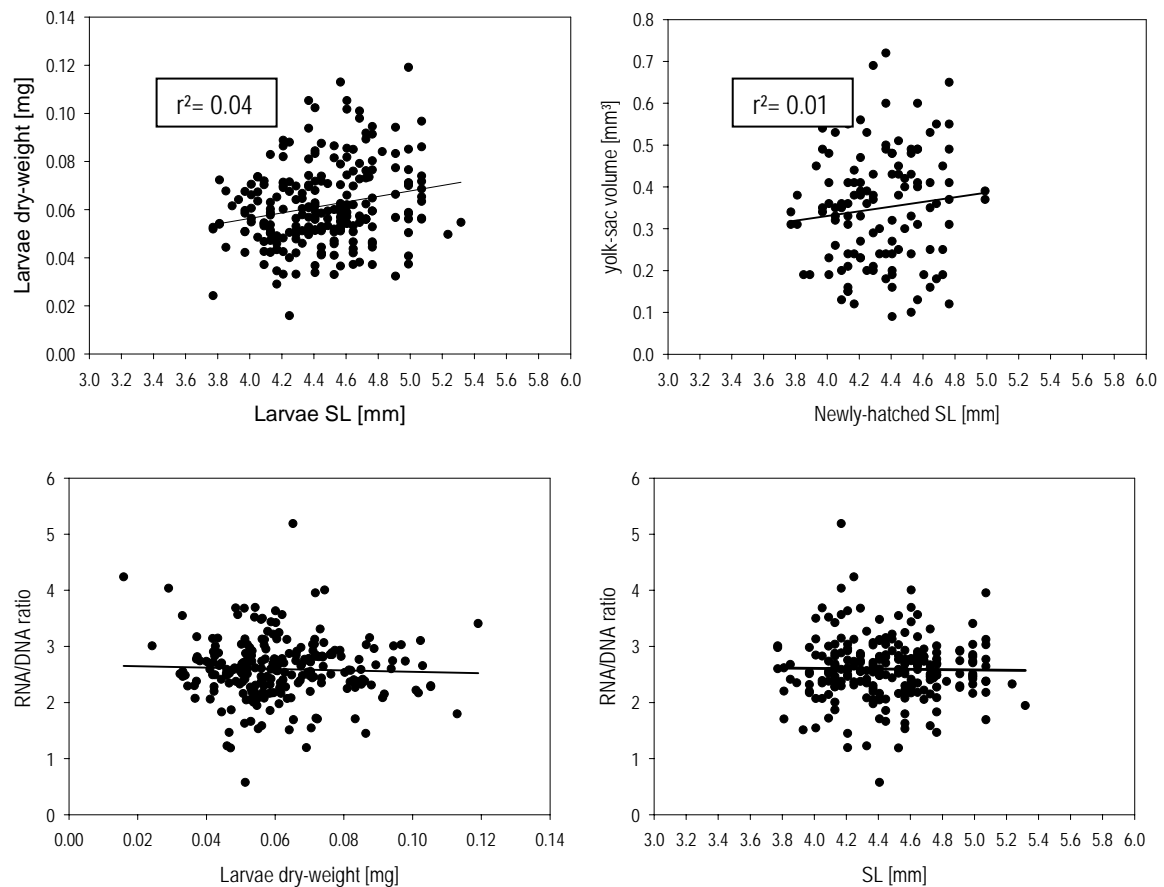 Larvae dry-weight [mg]
0.14
0.12
0.10
0.08
0.06
0.04
0.02
0.00
r²= 0.04
3.0 3.2 3.4 3.6 3.8 4.0 4.2 4.4 4.6 4.8 5.0 5.2 5.4 5.6 5.8 6.0
Larvae SL [mm]
yolk-sac volume [mm³]
0.8
0.7
0.6
0.5
0.4
0.3
0.2
0.1
0.0
r²= 0.01
3.0 3.2 3.4 3.6 3.8 4.0 4.2 4.4 4.6 4.8 5.0 5.2 5.4 5.6 5.8 6.0
Newly-hatched SL [mm]
RNA/DNA ratio
6
5
4
3
2
1
0
0.00 0.02 0.04 0.06 0.08 0.10 0.12 0.14
Larvae dry-weight [mg]
RNA/DNA ratio
6
5
4
3
2
1
0
3.0 3.2 3.4 3.6 3.8 4.0 4.2 4.4 4.6 4.8 5.0 5.2 5.4 5.6 5.8 6.0
SL [mm]